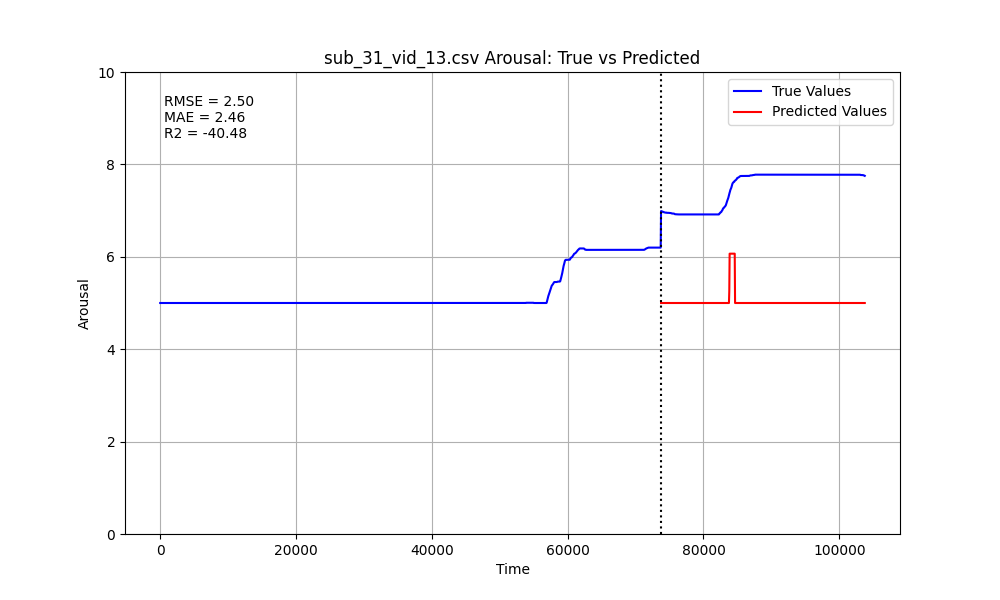 sub_31_vid_13.csv Arousal: True vs Predicted
RMSE = 2.50
MAE = 2.46
R2 = -40.48
True Values
Predicted Values
10
8
6
4
2
0
Arousal
0
20000
40000
60000
80000
100000
Time